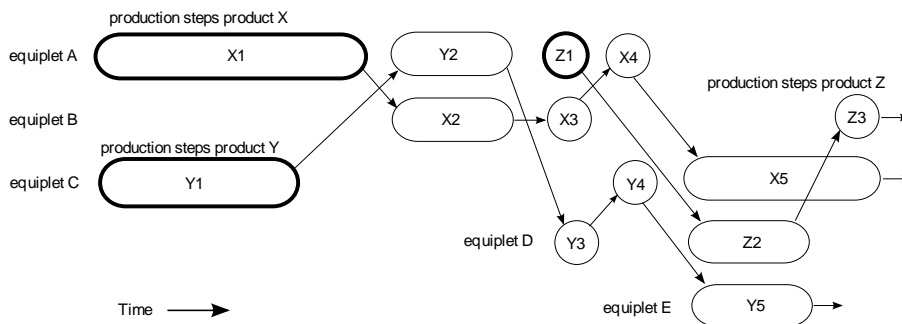 production steps product X
equiplet A
X1
Y2
Z1
X4
production steps product Z
equiplet B
X2
X3
Z3
production steps product Y
equiplet C
Y1
Y4
X5
equiplet D
Y3
Z2
Time
equiplet E
Y5